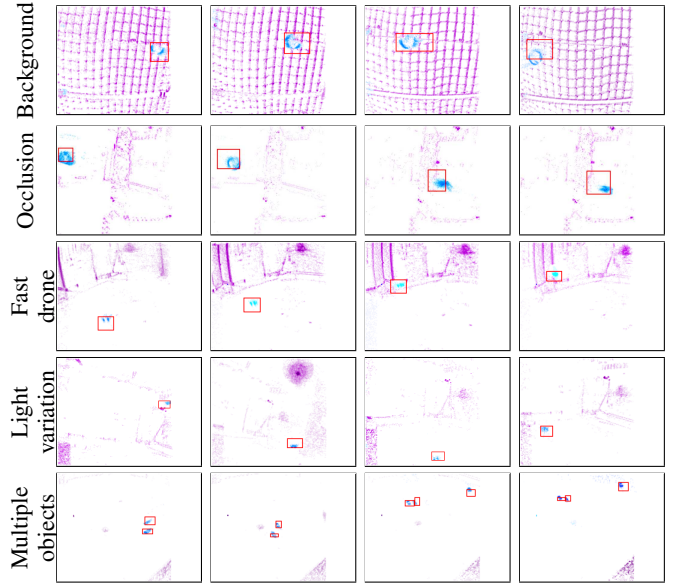 Background
Occlusion
Fast
drone
Light
variation
Multiple
objects